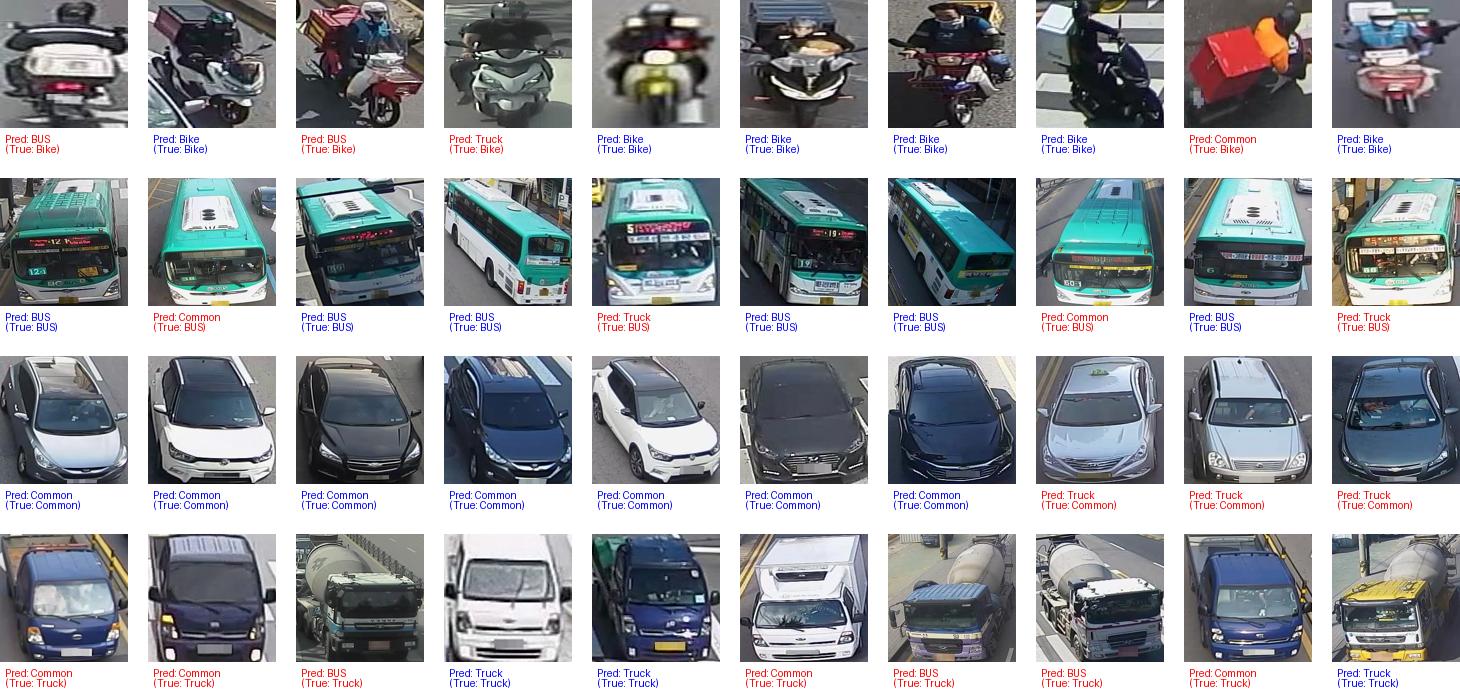 Pred: BUS
(True: Bike)
Pred: Bike
(True: Bike)
Pred: BUS
(True: Bike)
Pred: Truck
(True: Bike)
Pred: Bike
(True: Bike)
Pred: Bike
(True: Bike)
Pred: Bike
(True: Bike)
Pred: Bike
(True: Bike)
Pred: Common
(True: Bike)
Pred: Bike
(True: Bike)
Pred: BUS
(True: BUS)
Pred: Common
(True: BUS)
Pred: BUS
(True: BUS)
Pred: BUS
(True: BUS)
Pred: Truck
(True: BUS)
Pred: BUS
(True: BUS)
Pred: BUS
(True: BUS)
Pred: Common
(True: BUS)
Pred: BUS
(True: BUS)
Pred: Truck
(True: BUS)
Pred: Common
(True: Common)
Pred: Common
(True: Common)
Pred: Common
(True: Common)
Pred: Common
(True: Common)
Pred: Common
(True: Common)
Pred: Common
(True: Common)
Pred: Common
(True: Common)
Pred: Truck
(True: Common)
Pred: Truck
(True: Common)
Pred: Truck
(True: Common)
Pred: Common
(True: Truck)
Pred: Common
(True: Truck)
Pred: BUS
(True: Truck)
Pred: Truck
(True: Truck)
Pred: Truck
(True: Truck)
Pred: Common
(True: Truck)
Pred: BUS
(True: Truck)
Pred: BUS
(True: Truck)
Pred: Common
(True: Truck)
Pred: Truck
(True: Truck)